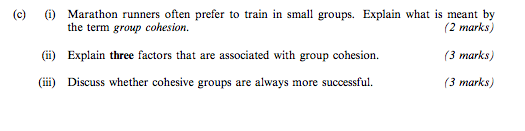 (c) (i) Marathon runners often prefer to train in small groups. Explain what is meant by
the term group cohesion. (2 marks)
(ii) Explain three factors that are associated with group cohesion. (3 marks)
(iii) Discuss whether cohesive groups are always more successful. (3 marks)